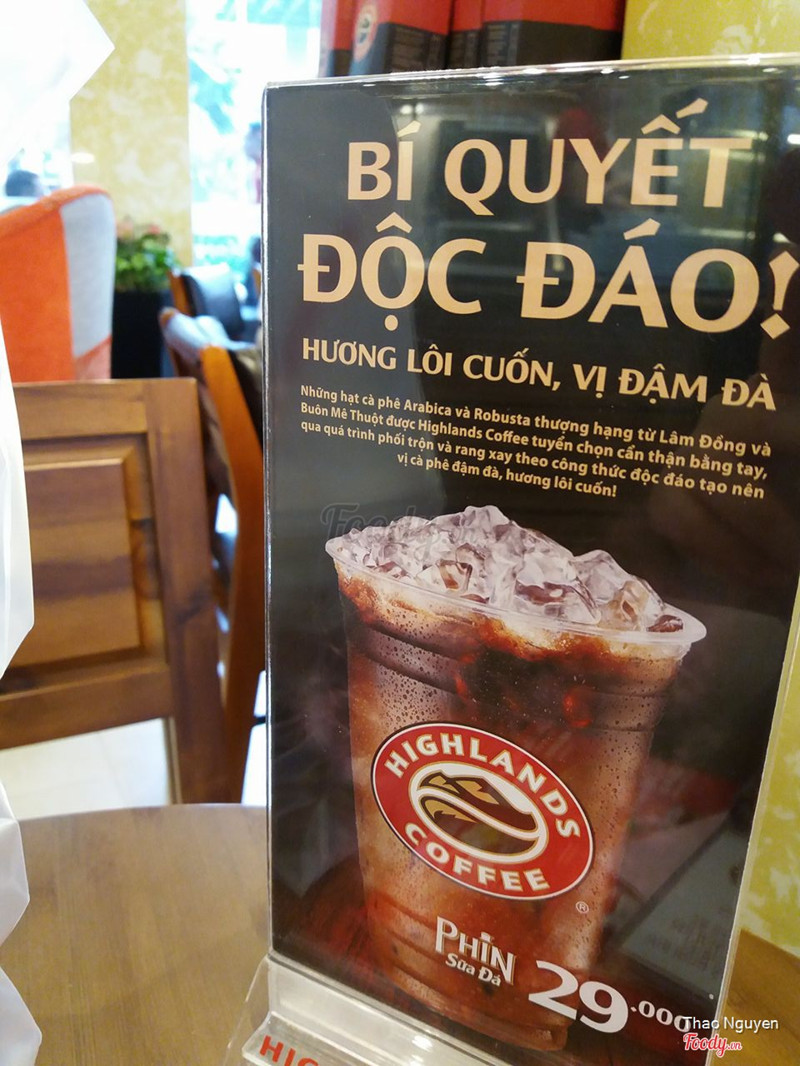 BÍ QUYẾT
ĐỘC ĐÁO!
HƯƠNG LÔI CUỐN, VỊ ĐẬM ĐÀ
Những hạt cà phê Arabica và Robusta thượng hạng từ Lâm Đồng và
Buôn Mê Thuột được Highlands Coffee tuyển chọn cẩn thận bằng tay,
qua quá trình phối trộn và rang xay theo công thức độc đáo tạo nên
vị cà phê đậm đà, hương lôi cuốn!
Foody.vn
HIGHLANDS
COFFEE
®
PHIN
Sữa Đá
29.000
Thao Nguyen
Foody.vn
HIG